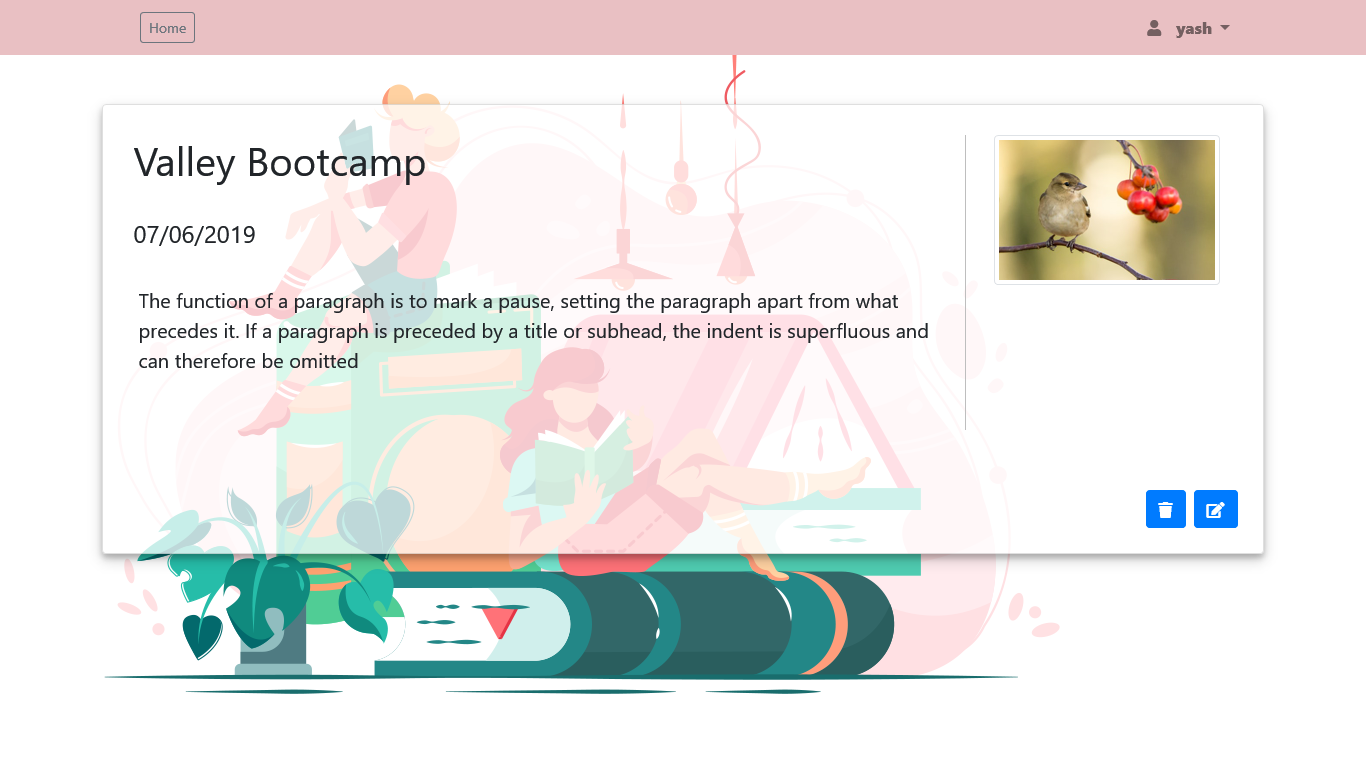 Home
yash
Valley Bootcamp
07/06/2019
The function of a paragraph is to mark a pause, setting the paragraph apart from what
precedes it. If a paragraph is preceded by a title or subhead, the indent is superfluous and
can therefore be omitted